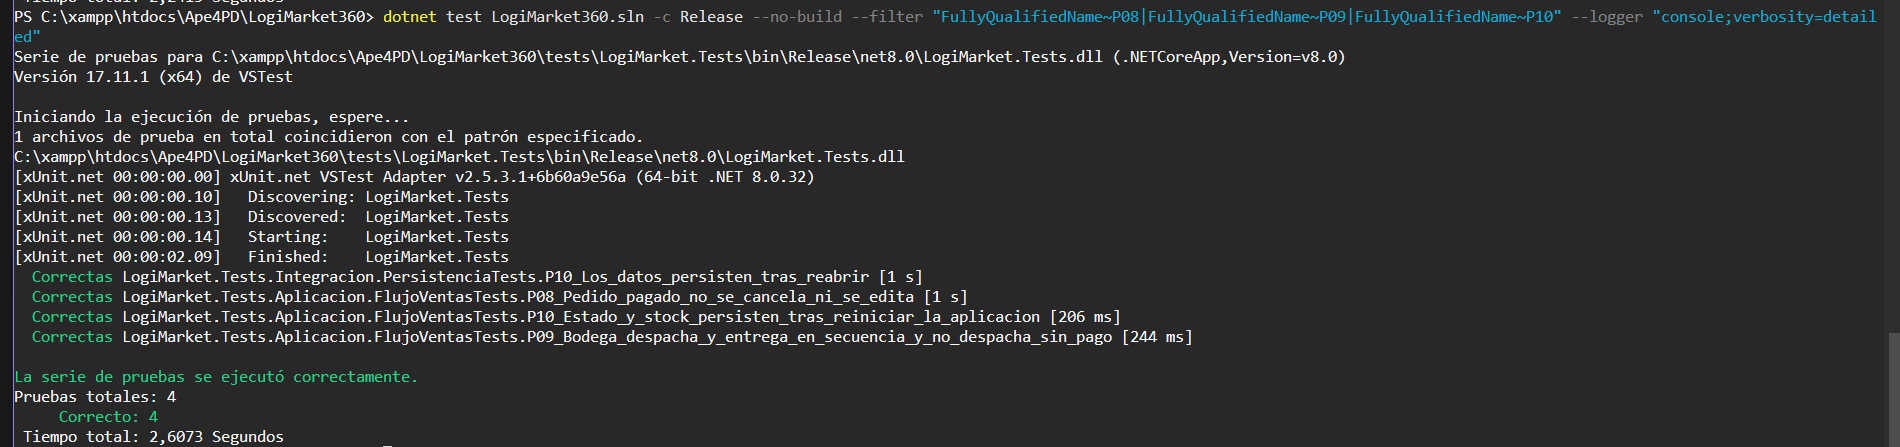 PS C:\xampp\htdocs\Ape4PD\LogiMarket360> dotnet test LogiMarket360.sln -c Release --no-build --filter "FullyQualifiedName~P08|FullyQualifiedName~P09|FullyQualifiedName~P10" --logger "console;verbosity=detail
ed"
Serie de pruebas para C:\xampp\htdocs\Ape4PD\LogiMarket360\tests\LogiMarket.Tests\bin\Release\net8.0\LogiMarket.Tests.dll (.NETCoreApp,Version=v8.0)
Versión 17.11.1 (x64) de VSTest
Iniciando la ejecución de pruebas, espere...
1 archivos de prueba en total coincidieron con el patrón especificado.
C:\xampp\htdocs\Ape4PD\LogiMarket360\tests\LogiMarket.Tests\bin\Release\net8.0\LogiMarket.Tests.dll
[xUnit.net 00:00:00.00] xUnit.net VSTest Adapter v2.5.3.1+6b60a9e56a (64-bit .NET 8.0.32)
[xUnit.net 00:00:00.10]   Discovering: LogiMarket.Tests
[xUnit.net 00:00:00.13]   Discovered:  LogiMarket.Tests
[xUnit.net 00:00:00.14]   Starting:    LogiMarket.Tests
[xUnit.net 00:00:02.09]   Finished:    LogiMarket.Tests
  Correctas LogiMarket.Tests.Integracion.PersistenciaTests.P10_Los_datos_persisten_tras_reabrir [1 s]
  Correctas LogiMarket.Tests.Aplicacion.FlujoVentasTests.P08_Pedido_pagado_no_se_cancela_ni_se_edita [1 s]
  Correctas LogiMarket.Tests.Aplicacion.FlujoVentasTests.P10_Estado_y_stock_persisten_tras_reiniciar_la_aplicacion [206 ms]
  Correctas LogiMarket.Tests.Aplicacion.FlujoVentasTests.P09_Bodega_despacha_y_entrega_en_secuencia_y_no_despacha_sin_pago [244 ms]
La serie de pruebas se ejecutó correctamente.
Pruebas totales: 4
     Correcto: 4
 Tiempo total: 2,6073 Segundos